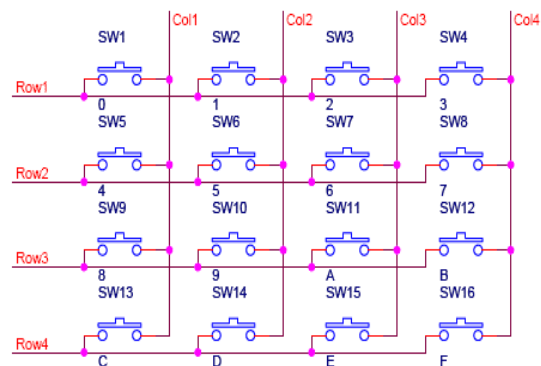 Col1 Col2 Col3 Col4
SW1 SW2 SW3 SW4
Row1
0 1 2 3
SW5 SW6 SW7 SW8
Row2
4 5 6 7
SW9 SW10 SW11 SW12
Row3
8 9 A B
SW13 SW14 SW15 SW16
Row4
C D E F